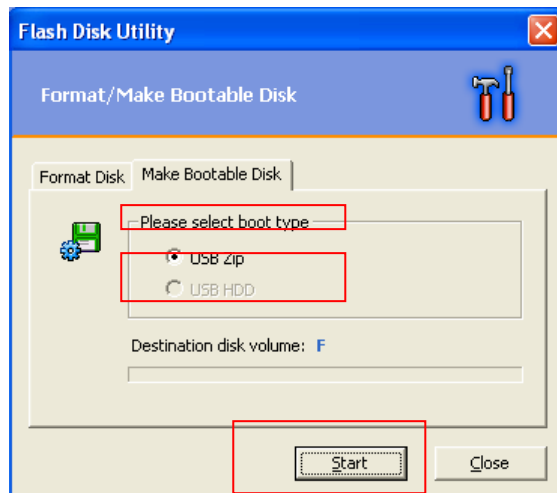 Flash Disk Utility
Format/Make Bootable Disk
Format Disk Make Bootable Disk
Please select boot type
USB Zip
USB HDD
Destination disk volume: F
Start Close